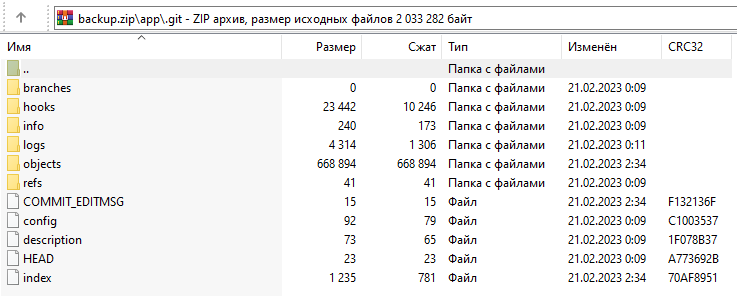 backup.zip\app\.git - ZIP архив, размер исходных файлов 2 033 282 байт
Имя Размер Сжат Тип Изменён CRC32
.. Папка с файлами
branches 0 0 Папка с файлами 21.02.2023 0:09
hooks 23 442 10 246 Папка с файлами 21.02.2023 0:09
info 240 173 Папка с файлами 21.02.2023 0:09
logs 4 314 1 306 Папка с файлами 21.02.2023 0:11
objects 668 894 668 894 Папка с файлами 21.02.2023 2:34
refs 41 41 Папка с файлами 21.02.2023 0:09
COMMIT_EDITMSG 15 15 Файл 21.02.2023 2:34 F132136F
config 92 79 Файл 21.02.2023 0:09 C1003537
description 73 65 Файл 21.02.2023 0:09 1F078B37
HEAD 23 23 Файл 21.02.2023 0:09 A773692B
index 1 235 781 Файл 21.02.2023 2:34 70AF8951